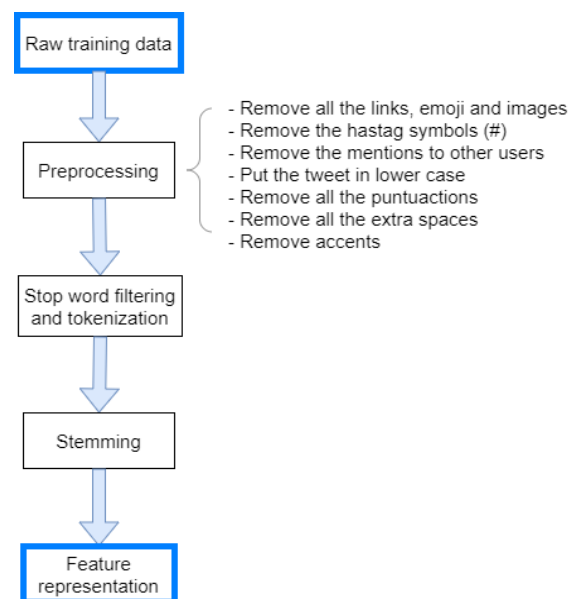 Raw training data
- Remove all the links, emoji and images
- Remove the hastag symbols (#)
- Remove the mentions to other users
- Put the tweet in lower case
- Remove all the puntuactions
- Remove all the extra spaces
- Remove accents
Preprocessing
Stop word filtering
and tokenization
Stemming
Feature
representation